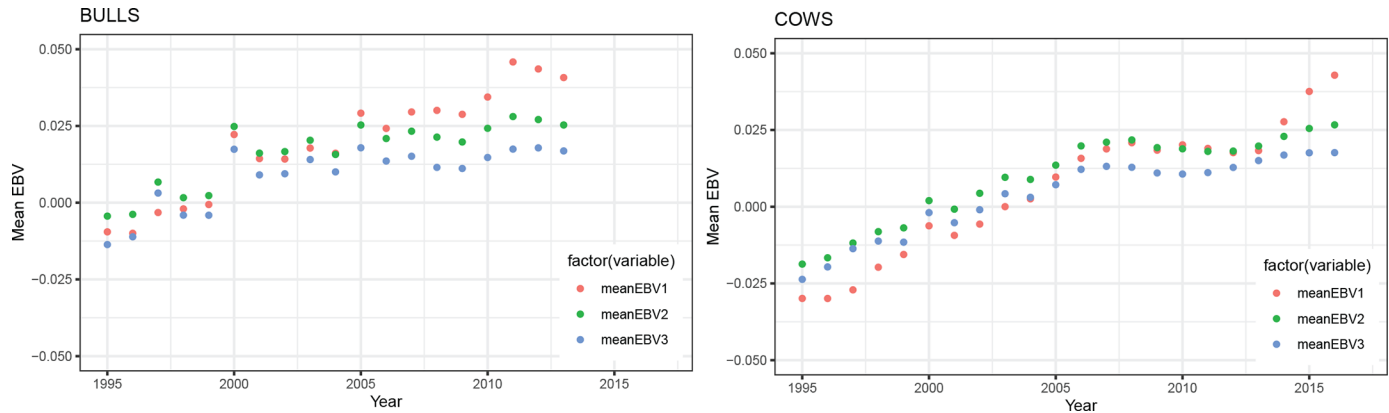 BULLS
0.050
0.025
0.000
−0.025
−0.050
Mean EBV
1995
2000
2005
2010
2015
Year
factor(variable)
meanEBV1
meanEBV2
meanEBV3
COWS
0.050
0.025
0.000
−0.025
−0.050
Mean EBV
1995
2000
2005
2010
2015
Year
factor(variable)
meanEBV1
meanEBV2
meanEBV3